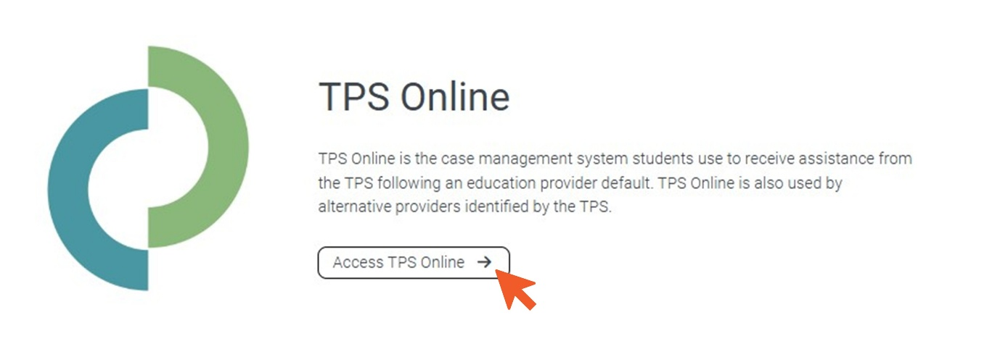 TPS Online
TPS Online is the case management system students use to receive assistance from
the TPS following an education provider default. TPS Online is also used by
alternative providers identified by the TPS.
Access TPS Online →